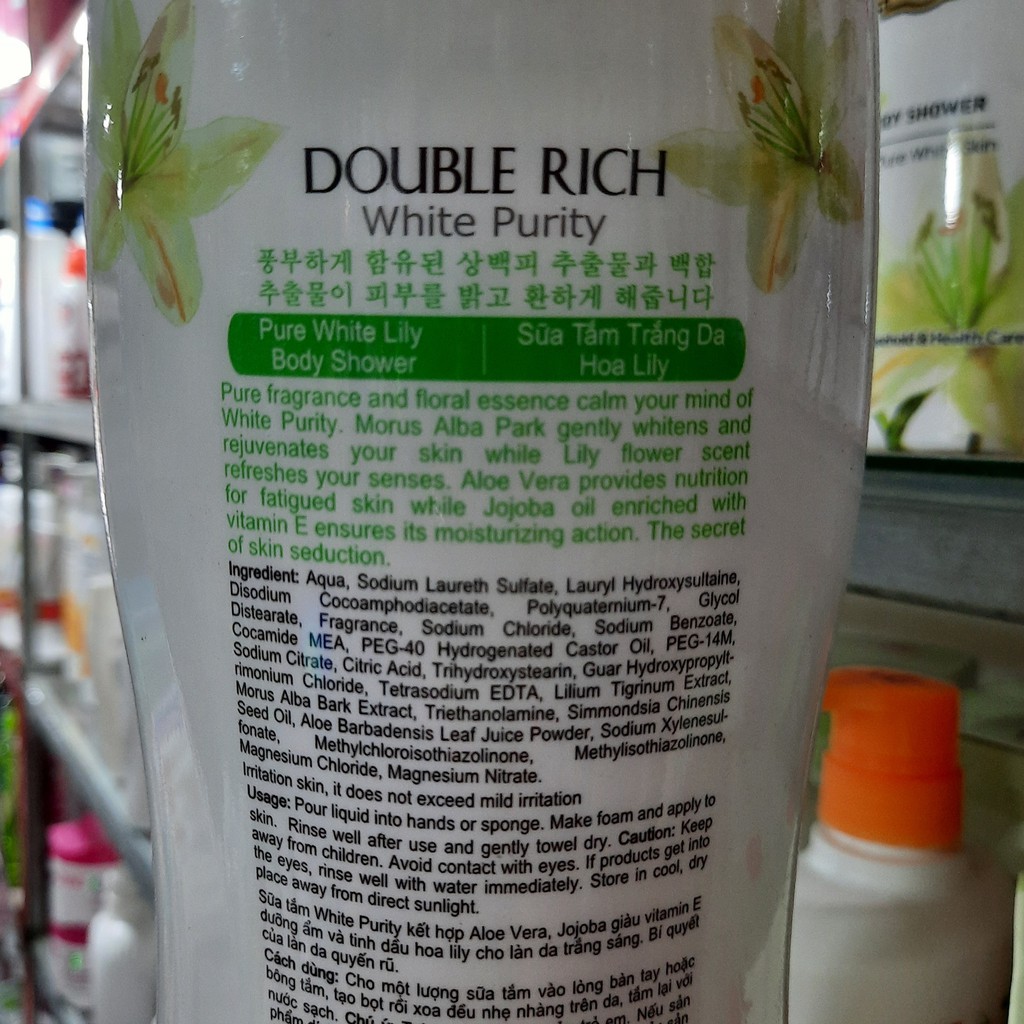 DOUBLE RICH
White Purity
풍부하게 함유된 상백피 추출물과 백합
추출물이 피부를 밝고 환하게 해줍니다
Pure White Lily
Body Shower
Sữa Tắm Trắng Da
Hoa Lily
Pure fragrance and floral essence calm your mind of
White Purity. Morus Alba Park gently whitens and
rejuvenates your skin while Lily flower scent
refreshes your senses. Aloe Vera provides nutrition
for fatigued skin while Jojoba oil enriched with
vitamin E ensures its moisturizing action. The secret
of skin seduction.
Ingredient: Aqua, Sodium Laureth Sulfate, Lauryl Hydroxysultaine,
Disodium Cocoamphodiacetate, Polyquaternium-7, Glycol
Distearate, Fragrance, Sodium Chloride, Sodium Benzoate,
Cocamide MEA, PEG-40 Hydrogenated Castor Oil, PEG-14M,
Sodium Citrate, Citric Acid, Trihydroxystearin, Guar Hydroxypropylt-
rimonium Chloride, Tetrasodium EDTA, Lilium Tigrinum Extract,
Morus Alba Bark Extract, Triethanolamine, Simmondsia Chinensis
Seed Oil, Aloe Barbadensis Leaf Juice Powder, Sodium Xylenesul-
fonate, Methylchloroisothiazolinone, Methylisothiazolinone,
Magnesium Chloride, Magnesium Nitrate.
Irritation skin, it does not exceed mild irritation
Usage: Pour liquid into hands or sponge. Make foam and apply to
skin. Rinse well after use and gently towel dry. Caution: Keep
away from children. Avoid contact with eyes. If products get into
the eyes, rinse well with water immediately. Store in cool, dry
place away from direct sunlight.
Sữa tắm White Purity kết hợp Aloe Vera, Jojoba giàu vitamin E
dưỡng ẩm và tinh dầu hoa lily cho làn da trắng sáng. Bí quyết
của làn da quyến rũ.
Cách dùng: Cho một lượng sữa tắm vào lòng bàn tay hoặc
bông tắm, tạo bọt rồi xoa đều nhẹ nhàng trên da, tắm lại với
nước sạch. em. Nếu sản
SHOWER
Skin
& Health Care